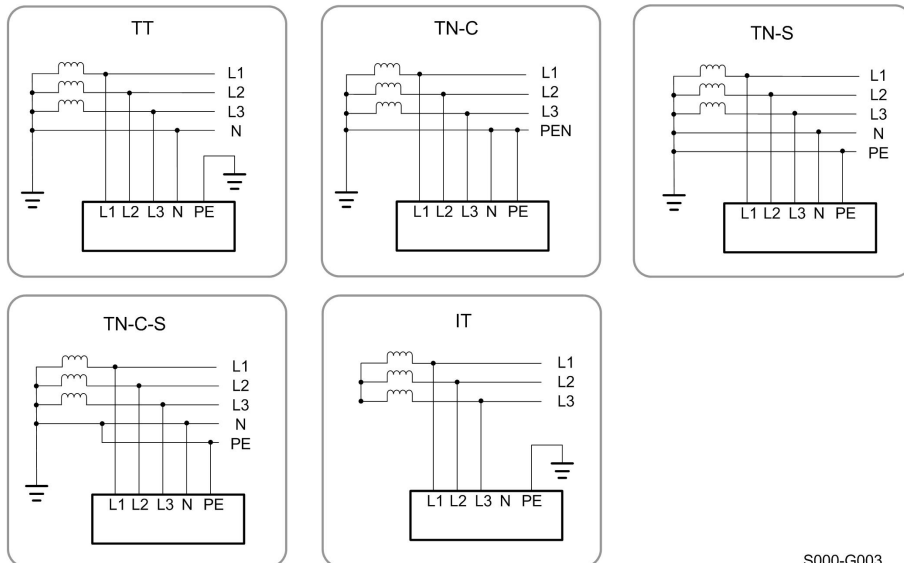 TT
L1
L2
L3
N
L1 L2 L3 N PE
TN-C
L1
L2
L3
PEN
L1 L2 L3 N PE
TN-S
L1
L2
L3
N
PE
L1 L2 L3 N PE
TN-C-S
L1
L2
L3
N
PE
L1 L2 L3 N PE
IT
L1
L2
L3
L1 L2 L3 N PE
S000-G003